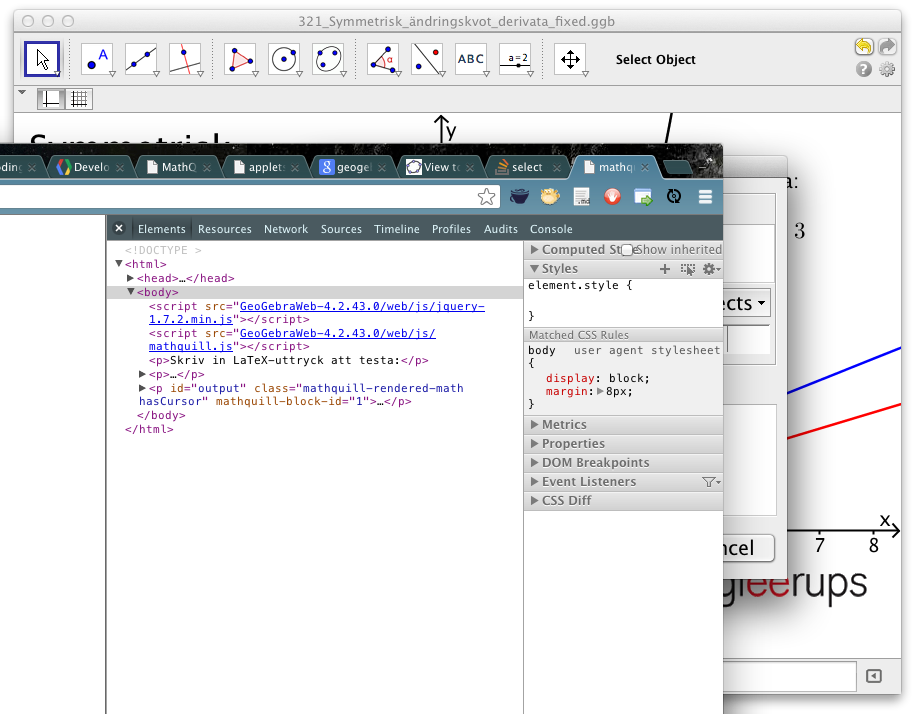 321_Symmetrisk_ändringskvot_derivata_fixed.ggb
A
α
ABC
a=2
Select Object
y
Symmetrisk
oding
Develo
MathQ
applet:
geogel
View to
select
mathq
a:
.md
3
Elements Resources Network Sources Timeline Profiles Audits Console
<!DOCTYPE >
<html>
<head>…</head>
<body>
<script src="GeoGebraWeb-4.2.43.0/web/js/jquery-
1.7.2.min.js"></script>
<script src="GeoGebraWeb-4.2.43.0/web/js/
mathquill.js"></script>
<p>Skriv in LaTeX-uttryck att testa:</p>
<p>…</p>
<p id="output" class="mathquill-rendered-math
hasCursor" mathquill-block-id="1">…</p>
</body>
</html>
Computed Style Show inherited
Styles
element.style {
}
Matched CSS Rules
body user agent stylesheet
{
display: block;
margin: 8px;
}
Metrics
Properties
DOM Breakpoints
Event Listeners
CSS Diff
ects
x
7 8
ncel
gleerups